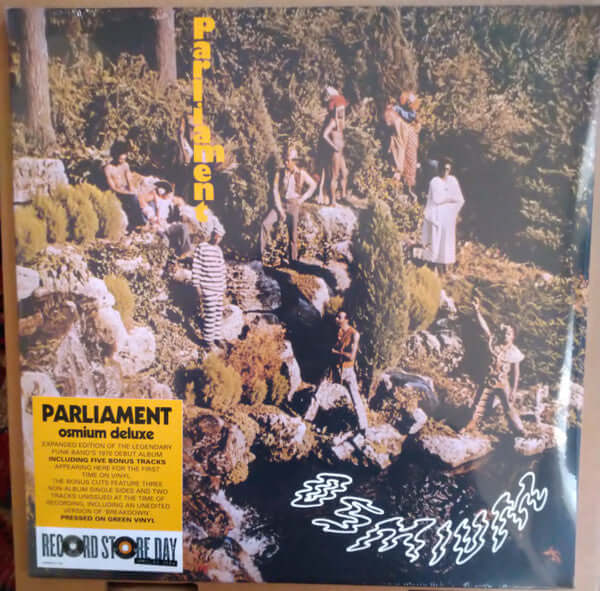 Parliament
PARLIAMENT
osmium deluxe
EXPANDED EDITION OF THE LEGENDARY
FUNK BAND'S 1970 DEBUT ALBUM
INCLUDING FIVE BONUS TRACKS
APPEARING HERE FOR THE FIRST
TIME ON VINYL.
THE BONUS CUTS FEATURE THREE
NON-ALBUM SINGLE SIDES AND TWO
TRACKS UNISSUED AT THE TIME OF
RECORDING, INCLUDING AN UNEDITED
VERSION OF 'BREAKDOWN'.
PRESSED ON GREEN VINYL
RECORD STORE DAY
OSMIUM